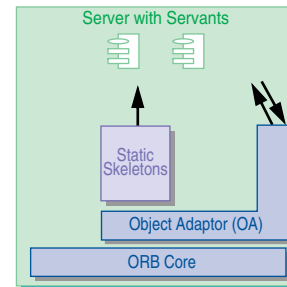 Server with Servants
Static
Skeletons
Object Adaptor (OA)
ORB Core